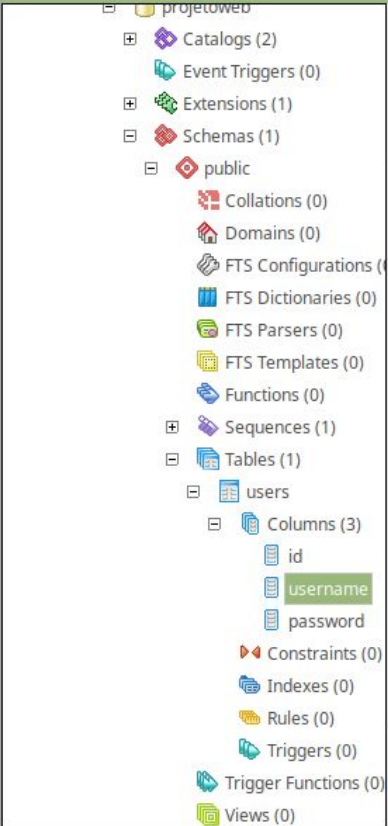 projetoweb
Catalogs (2)
Event Triggers (0)
Extensions (1)
Schemas (1)
public
Collations (0)
Domains (0)
FTS Configurations (
FTS Dictionaries (0)
FTS Parsers (0)
FTS Templates (0)
Functions (0)
Sequences (1)
Tables (1)
users
Columns (3)
id
username
password
Constraints (0)
Indexes (0)
Rules (0)
Triggers (0)
Trigger Functions (0)
Views (0)